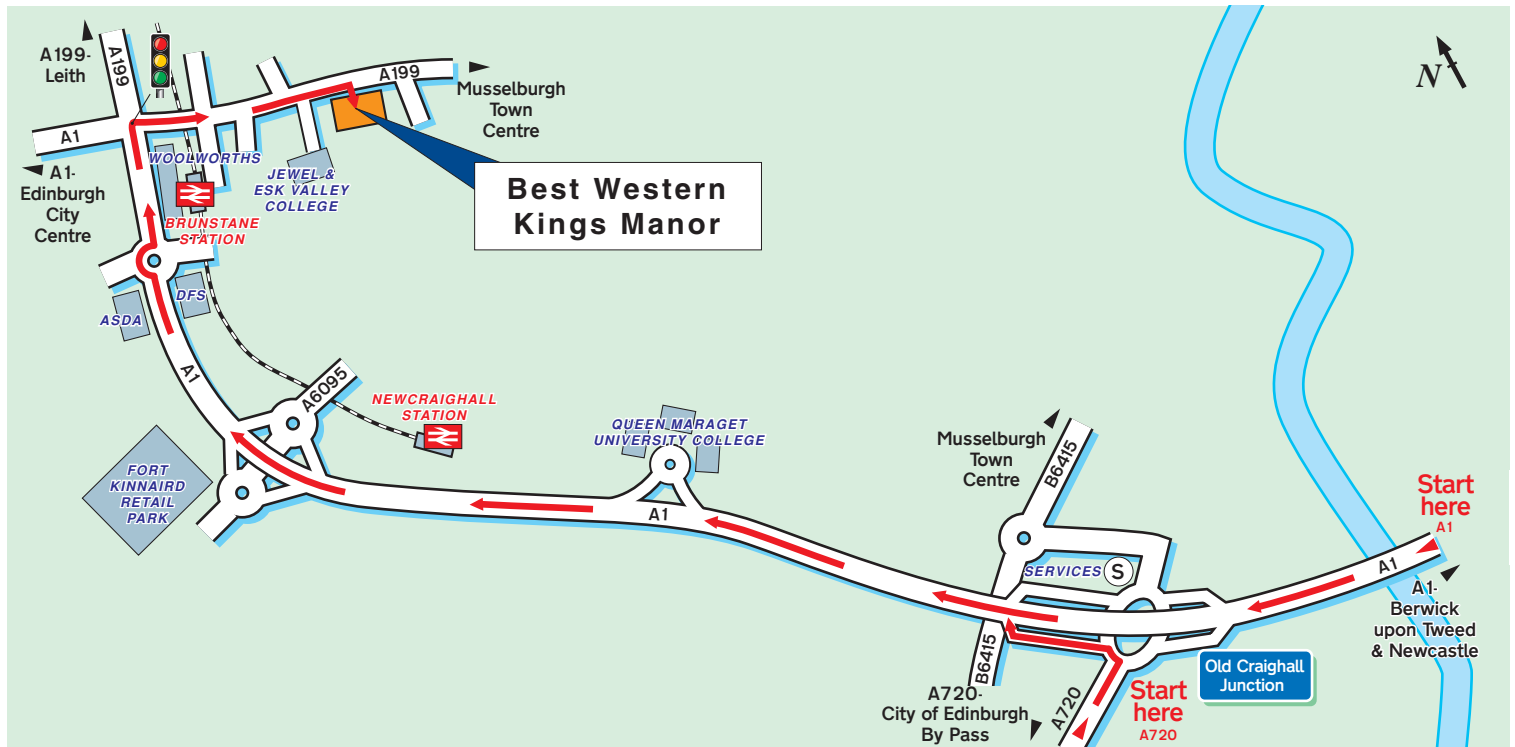 A199-
Leith
A199
A199
Musselburgh
Town
Centre
N
A1
A1-
Edinburgh
City
Centre
WOOLWORTHS
JEWEL &
ESK VALLEY
COLLEGE
BRUNSTANE
STATION
Best Western
Kings Manor
DFS
ASDA
A1
A6095
NEWCRAIGHALL
STATION
QUEEN MARAGET
UNIVERSITY COLLEGE
FORT
KINNAIRD
RETAIL
PARK
A1
Musselburgh
Town
Centre
B6415
SERVICES
S
Start
here
A1
A1
A1-
Berwick
upon Tweed
& Newcastle
B6415
Old Craighall
Junction
A720-
City of Edinburgh
By Pass
A720
Start
here
A720